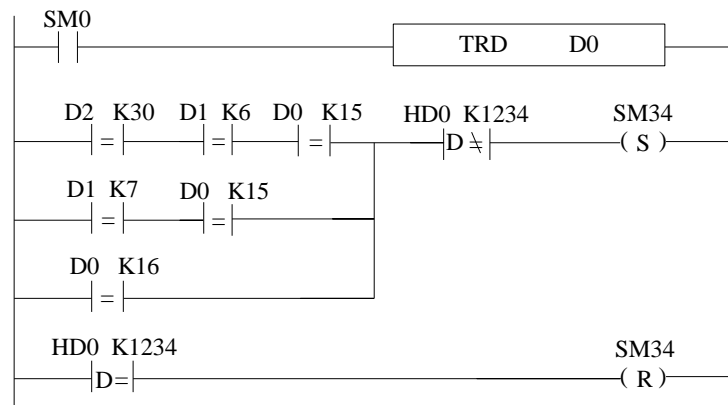 SM0
TRD D0
D2 K30 D1 K6 D0 K15 HD0 K1234 SM34
= = = D≠ ( S )
D1 K7 D0 K15
= =
D0 K16
=
HD0 K1234 SM34
D= ( R )